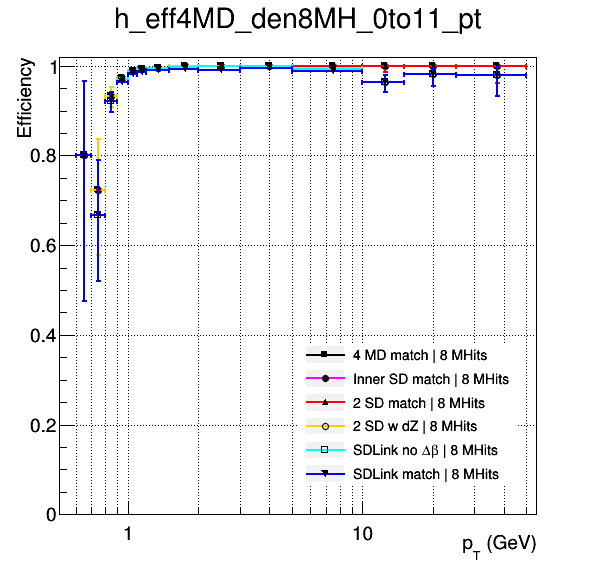 h_eff4MD_den8MH_0to11_pt
Efficiency
1
0.8
0.6
0.4
0.2
0
4 MD match | 8 MHits
Inner SD match | 8 MHits
2 SD match | 8 MHits
2 SD w dZ | 8 MHits
SDLink no Δβ | 8 MHits
SDLink match | 8 MHits
1 10
p_T (GeV)